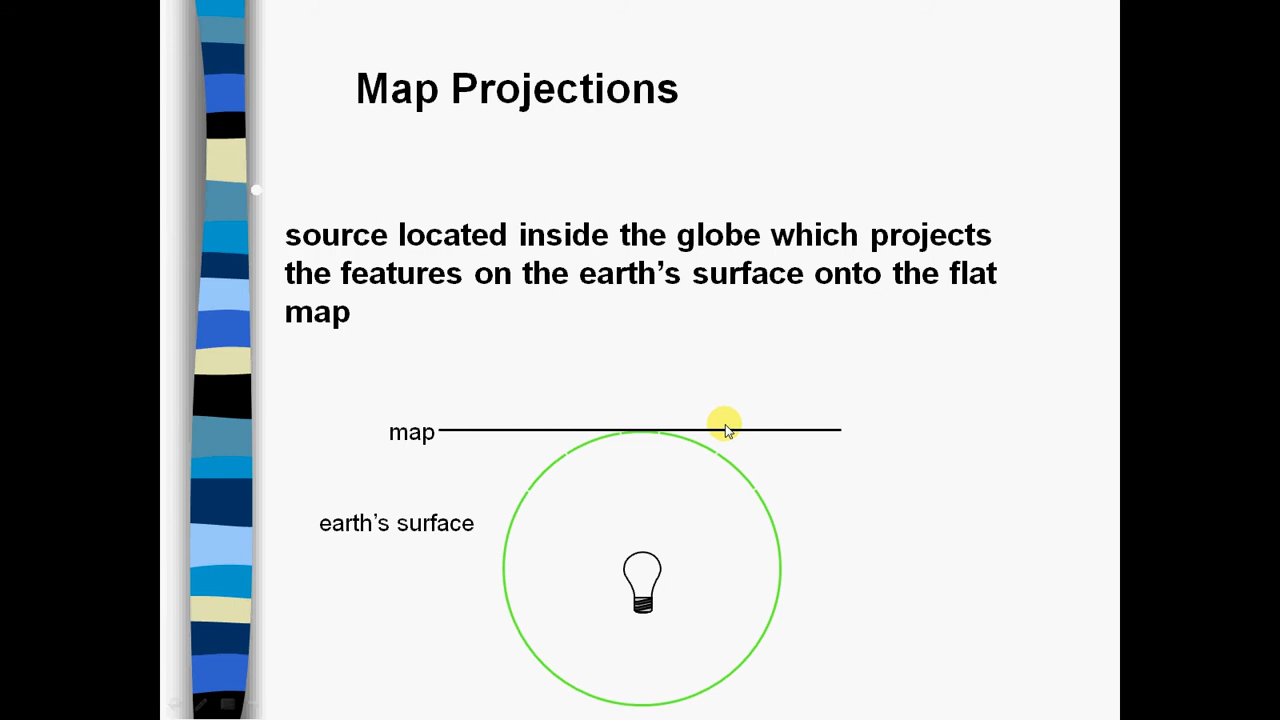 Map Projections
source located inside the globe which projects
the features on the earth’s surface onto the flat
map
map
earth’s surface